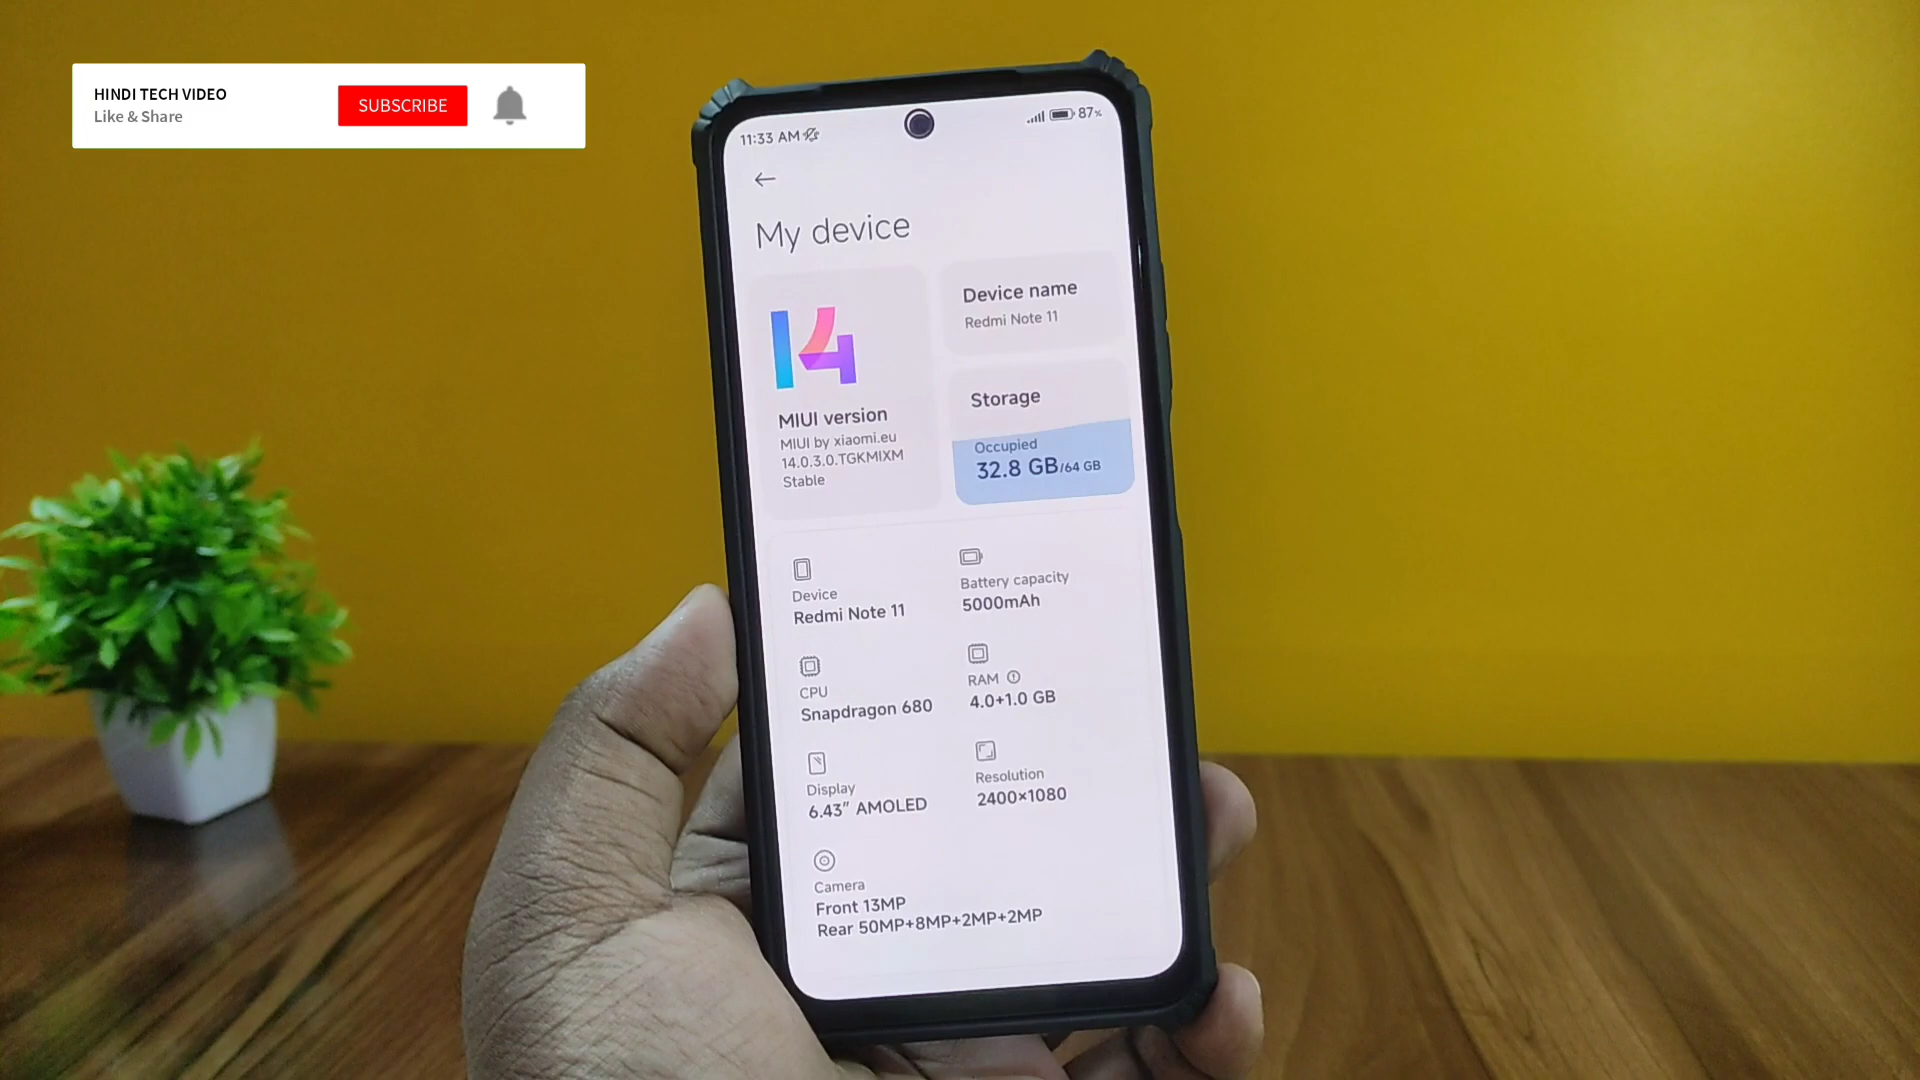 HINDI TECH VIDEO
Like & Share
SUBSCRIBE
11:33 AM
87%
My device
14
MIUI version
MIUI by xiaomi.eu
14.0.3.0.TGKMIXM
Stable
Device name
Redmi Note 11
Storage
Occupied
32.8 GB/64 GB
Device
Redmi Note 11
Battery capacity
5000mAh
CPU
Snapdragon 680
RAM
4.0+1.0 GB
Display
6.43" AMOLED
Resolution
2400×1080
Camera
Front 13MP
Rear 50MP+8MP+2MP+2MP